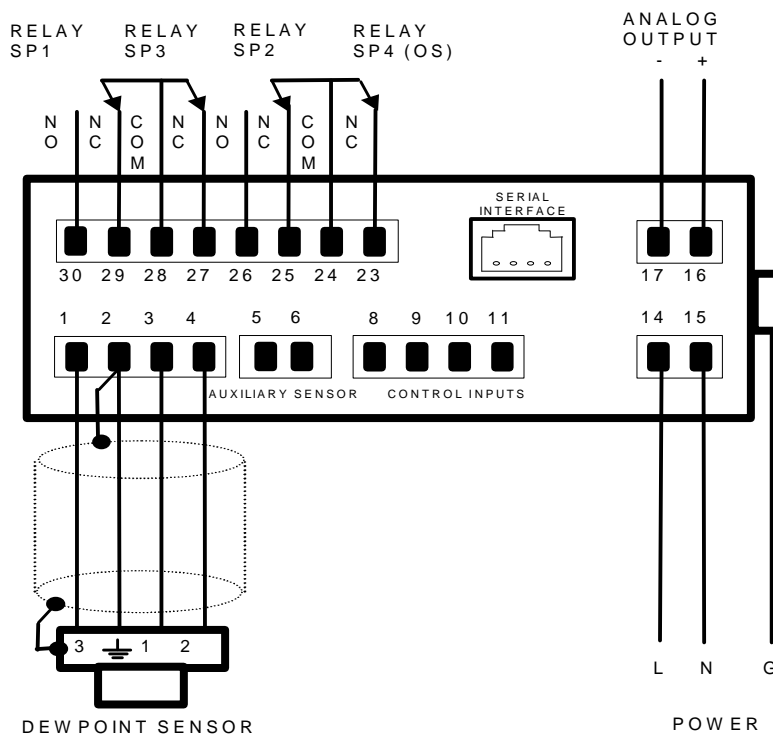 RELAY SP1
RELAY SP3
RELAY SP2
RELAY SP4 (OS)
ANALOG OUTPUT
- +
NO NC COM NC NO NC COM NC
SERIAL INTERFACE
30 29 28 27 26 25 24 23
17 16
1 2 3 4 5 6 8 9 10 11
14 15
AUXILIARY SENSOR
CONTROL INPUTS
3 1 2
L N G
DEWPOINT SENSOR
POWER